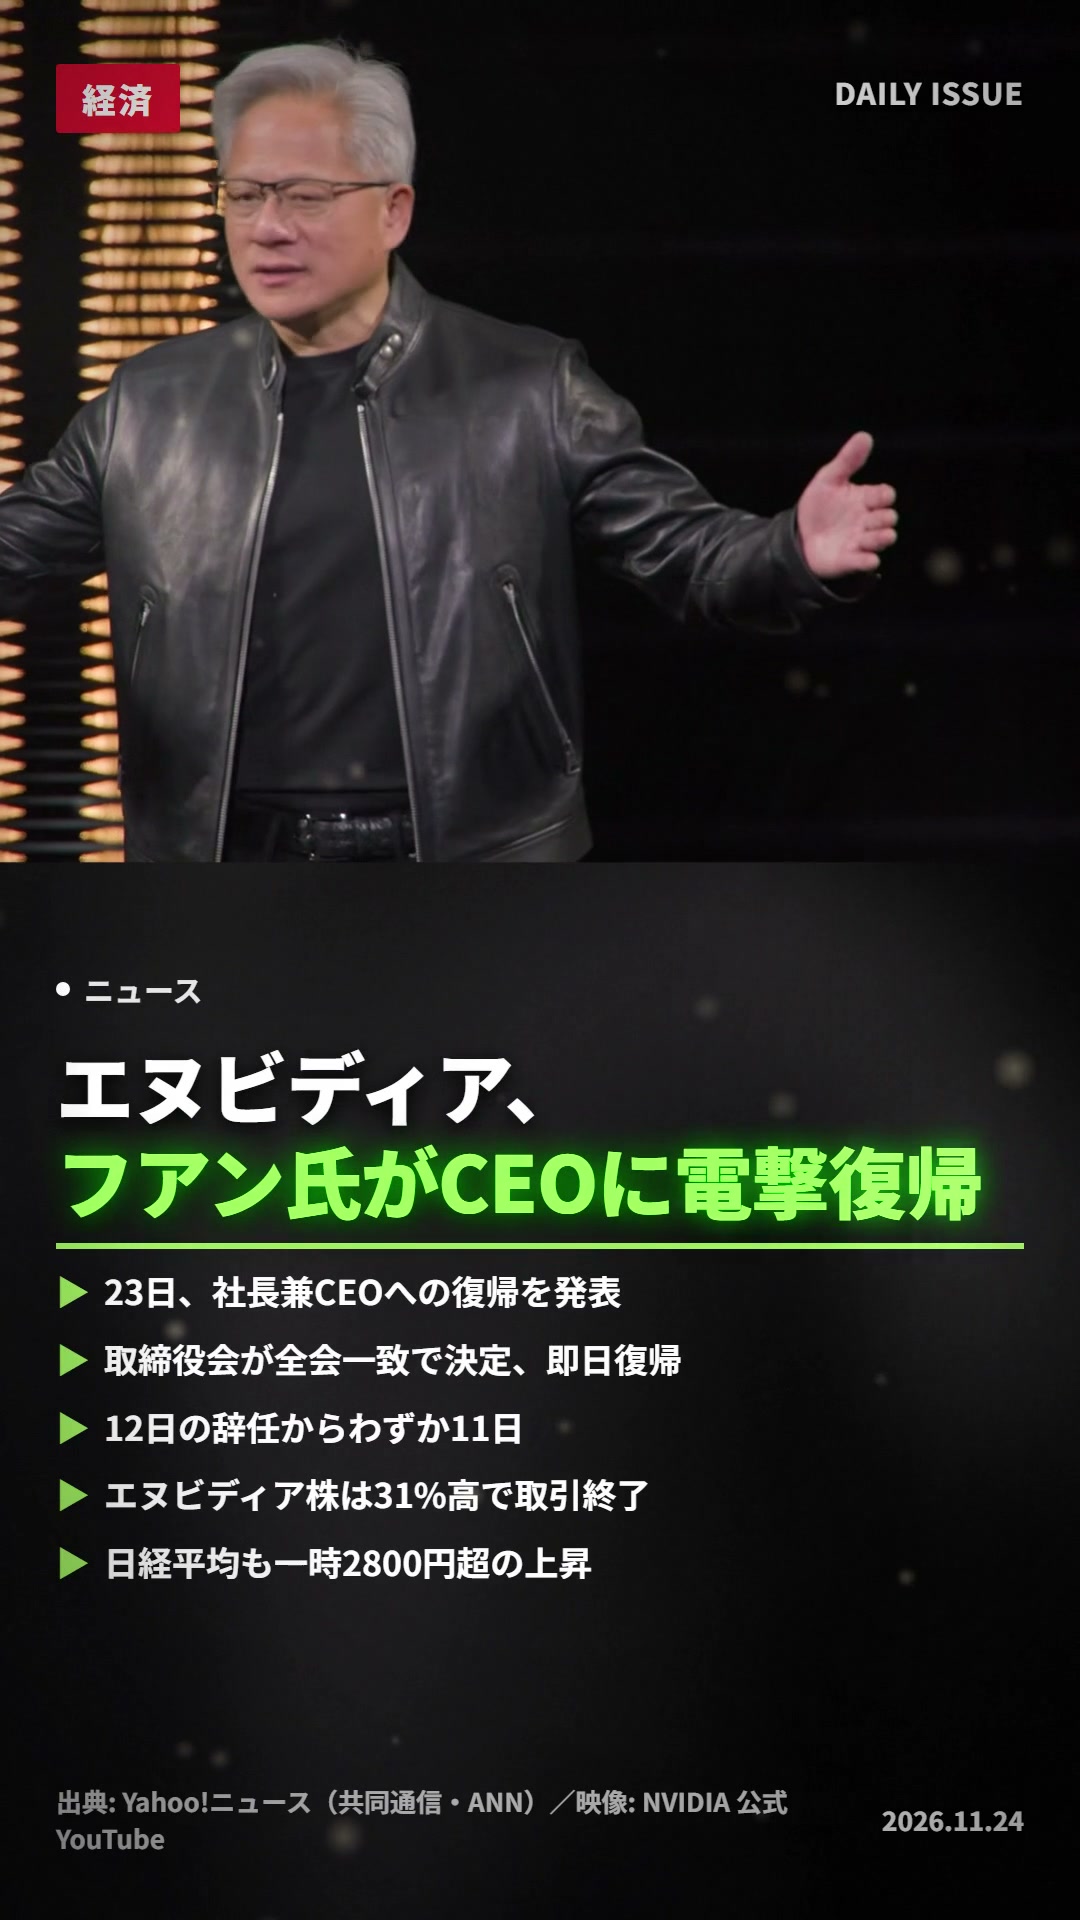 経済
DAILY ISSUE
ニュース
エヌビディア、
フアン氏がCEOに電撃復帰
▶ 23日、社長兼CEOへの復帰を発表
▶ 取締役会が全会一致で決定、即日復帰
▶ 12日の辞任からわずか11日
▶ エヌビディア株は31%高で取引終了
▶ 日経平均も一時2800円超の上昇
出典: Yahoo!ニュース（共同通信・ANN）／映像: NVIDIA 公式
YouTube
2026.11.24